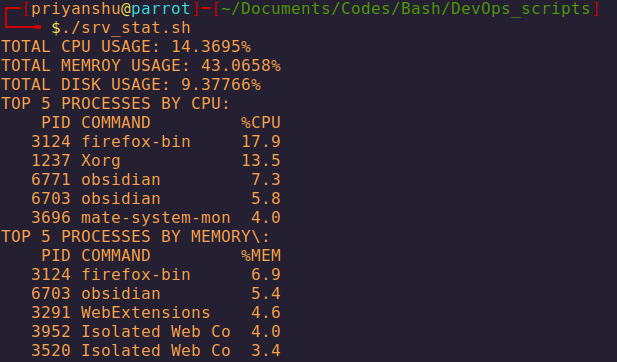 ┌─[priyanshu@parrot]─[~/Documents/Codes/Bash/DevOps_scripts]
└──╼ $./srv_stat.sh
TOTAL CPU USAGE: 14.3695%
TOTAL MEMROY USAGE: 43.0658%
TOTAL DISK USAGE: 9.37766%
TOP 5 PROCESSES BY CPU:
    PID COMMAND         %CPU
   3124 firefox-bin     17.9
   1237 Xorg            13.5
   6771 obsidian         7.3
   6703 obsidian         5.8
   3696 mate-system-mon  4.0
TOP 5 PROCESSES BY MEMORY\:
    PID COMMAND         %MEM
   3124 firefox-bin      6.9
   6703 obsidian         5.4
   3291 WebExtensions    4.6
   3952 Isolated Web Co  4.0
   3520 Isolated Web Co  3.4